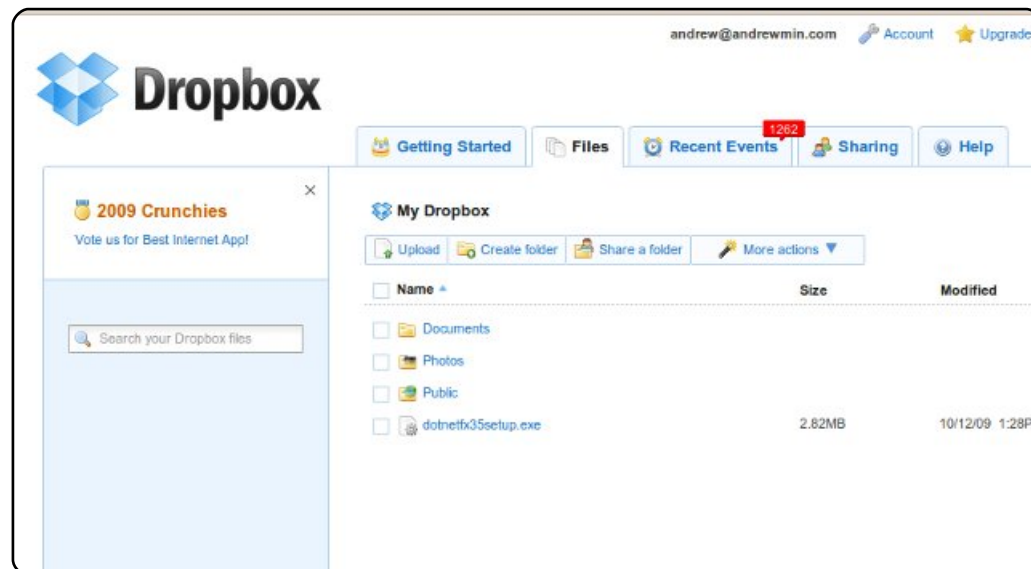 andrew@andrewmin.com Account Upgrade
Dropbox
Getting Started Files Recent Events 1262 Sharing Help
2009 Crunchies
Vote us for Best Internet App!
Search your Dropbox files
My Dropbox
Upload Create folder Share a folder More actions
Name Size Modified
Documents
Photos
Public
dotnetfx35setup.exe 2.82MB 10/12/09 1:28P